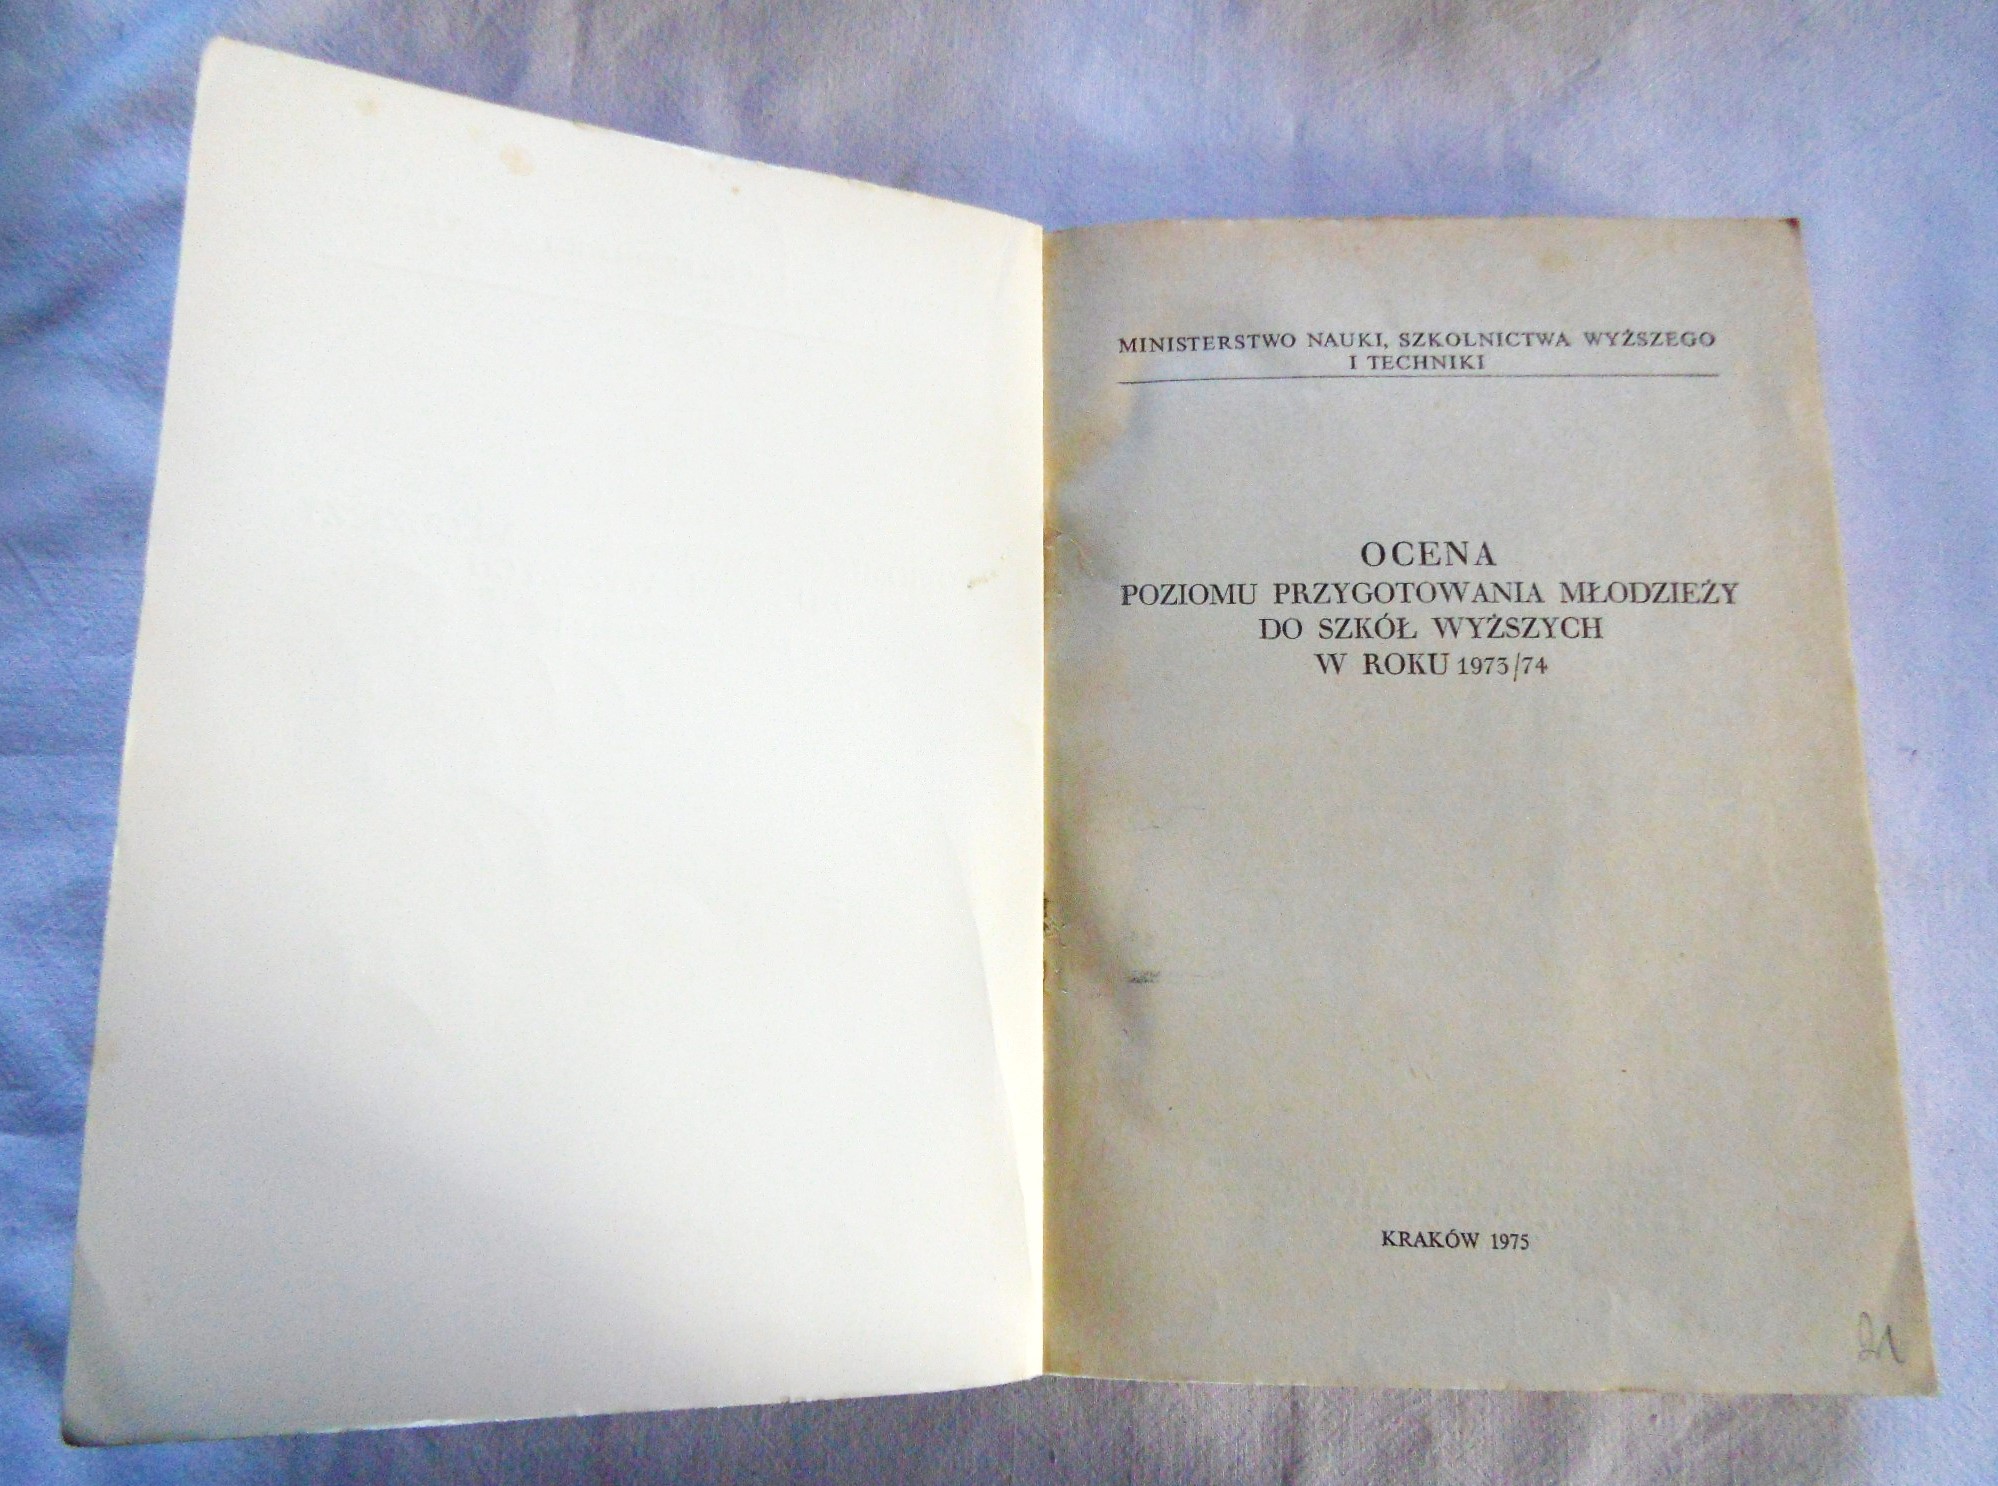 MINISTERSTWO NAUKI, SZKOLNICTWA WYŻSZEGO
I TECHNIKI
OCENA
POZIOMU PRZYGOTOWANIA MŁODZIEŻY
DO SZKÓŁ WYŻSZYCH
W ROKU 1973/74
KRAKÓW 1975